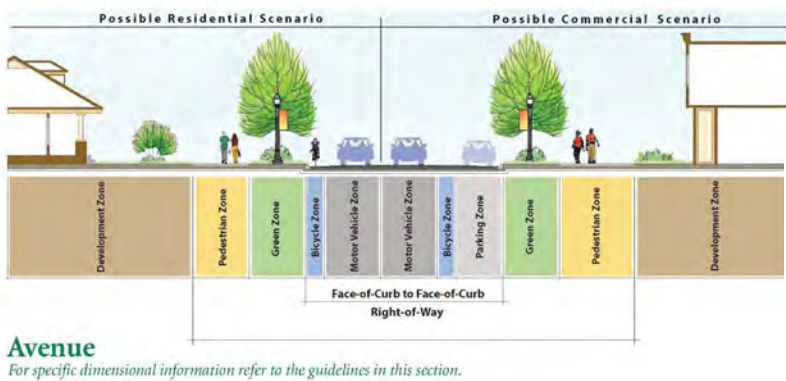 Possible Residential Scenario
Possible Commercial Scenario
Development Zone
Pedestrian Zone
Green Zone
Bicycle Zone
Motor Vehicle Zone
Motor Vehicle Zone
Bicycle Zone
Parking Zone
Green Zone
Pedestrian Zone
Development Zone
Face-of-Curb to Face-of-Curb
Right-of-Way
Avenue
For specific dimensional information refer to the guidelines in this section.